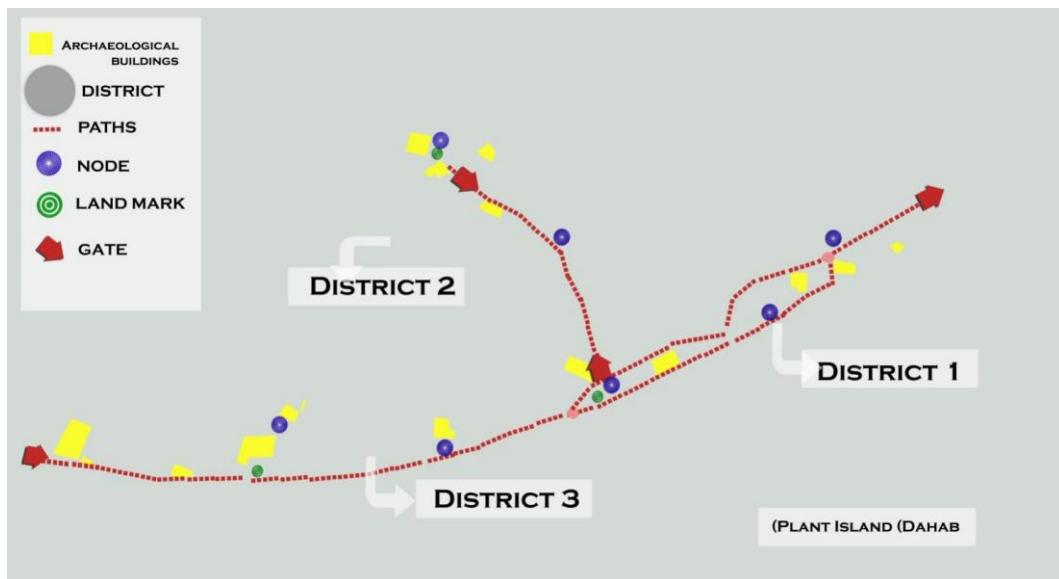 ARCHAEOLOGICAL
BUILDINGS
DISTRICT
PATHS
NODE
LAND MARK
GATE
DISTRICT 2
DISTRICT 1
DISTRICT 3
(PLANT ISLAND (DAHAB